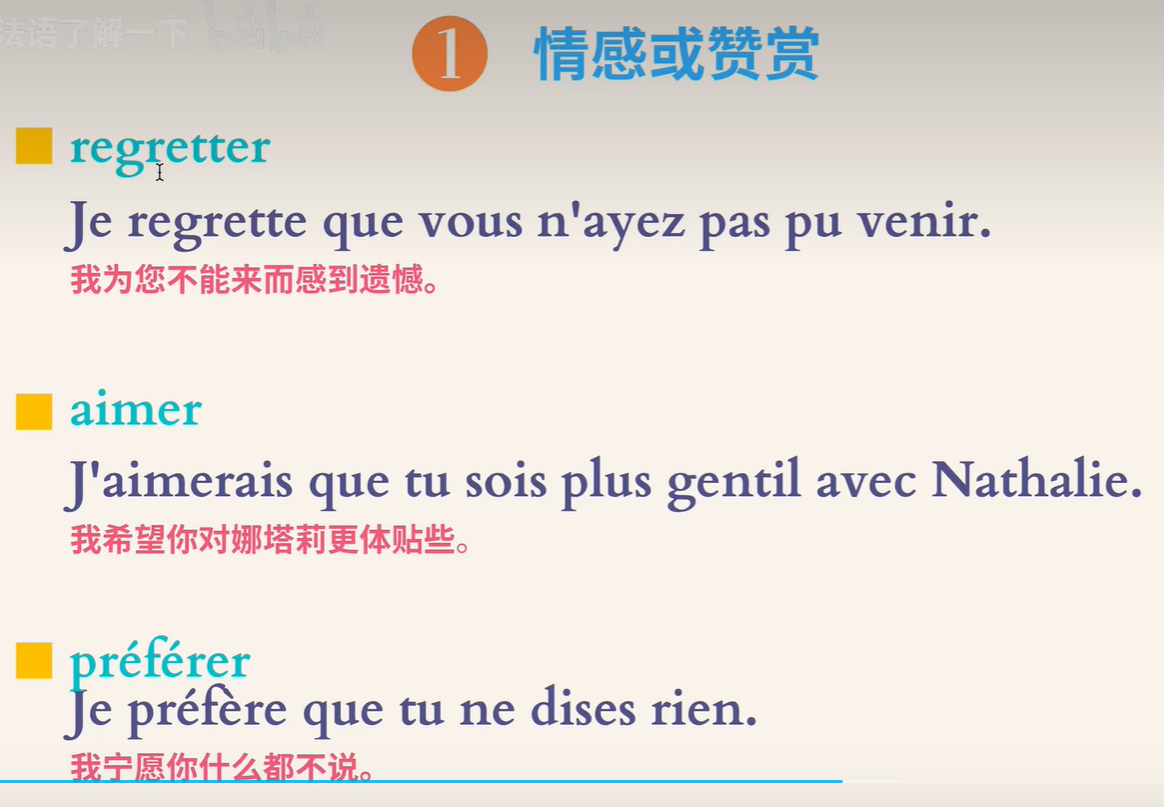 法语了解一下 bilibili
1 情感或赞赏
regretter
Je regrette que vous n'ayez pas pu venir.
我为您不能来而感到遗憾。
aimer
J'aimerais que tu sois plus gentil avec Nathalie.
我希望你对娜塔莉更体贴些。
préférer
Je préfère que tu ne dises rien.
我宁愿你什么都不说。